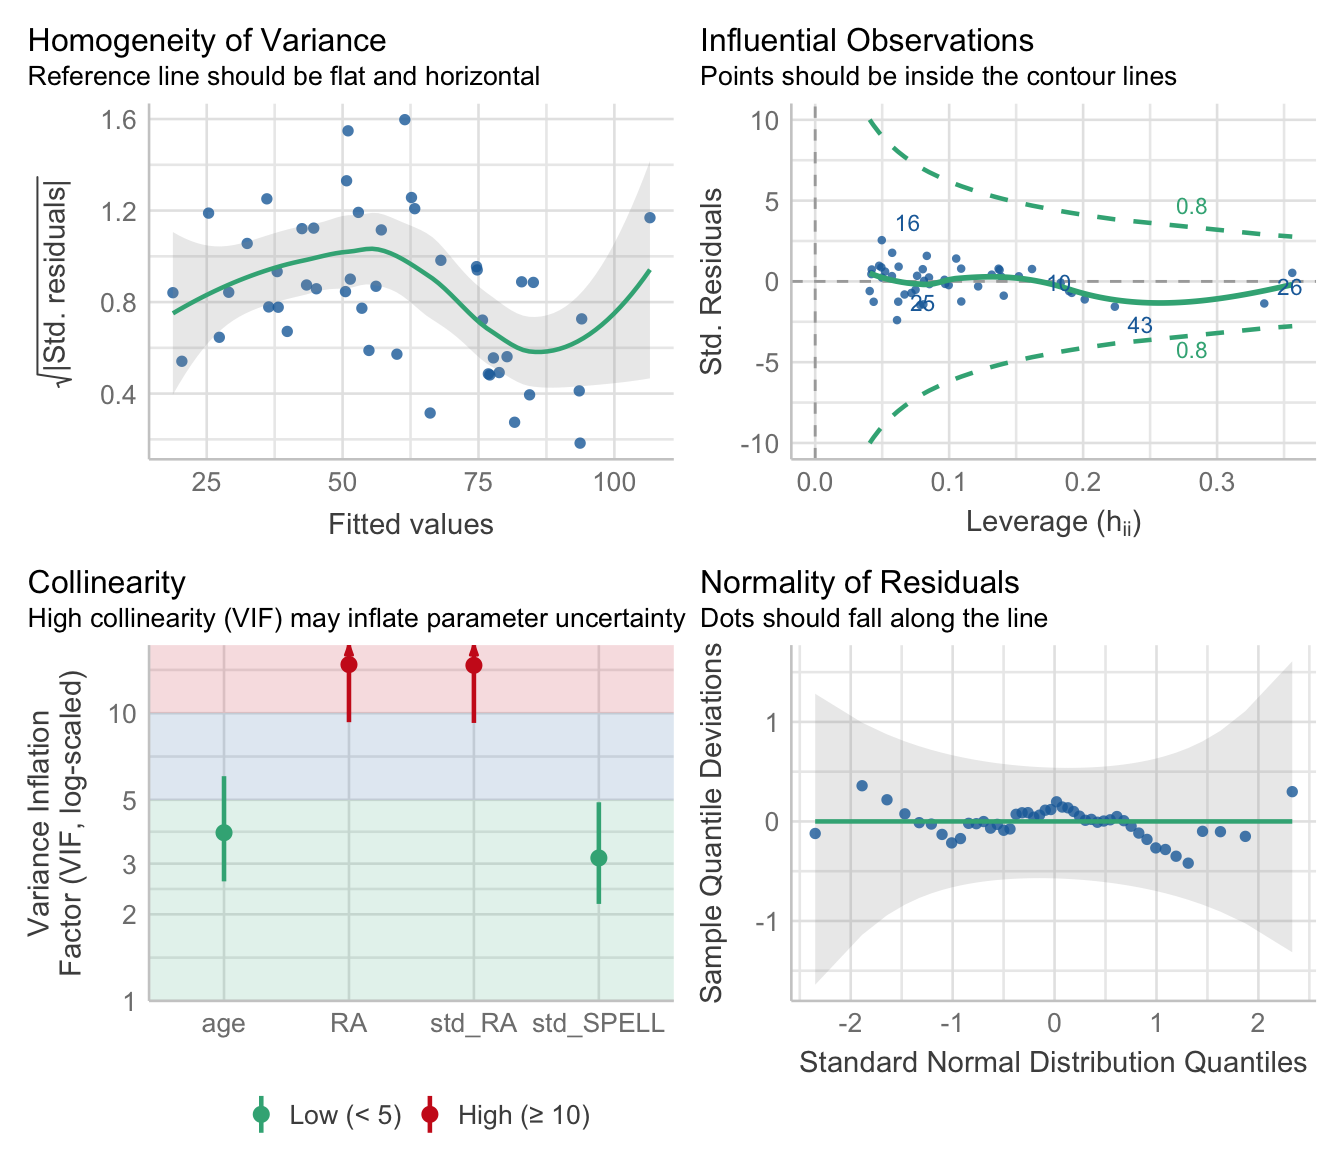 Homogeneity of Variance
Reference line should be flat and horizontal
√|Std. residuals|
1.6
1.2
0.8
0.4
25 50 75 100
Fitted values
Influential Observations
Points should be inside the contour lines
Std. Residuals
10
5
0
-5
-10
0.8
16
10
26
25
43
0.8
0.0 0.1 0.2 0.3
Leverage (hii)
Collinearity
High collinearity (VIF) may inflate parameter uncertainty
Variance Inflation
Factor (VIF, log-scaled)
10
5
3
2
1
age RA std_RA std_SPELL
Low (< 5) High (≥ 10)
Normality of Residuals
Dots should fall along the line
Sample Quantile Deviations
1
0
-1
-2 -1 0 1 2
Standard Normal Distribution Quantiles